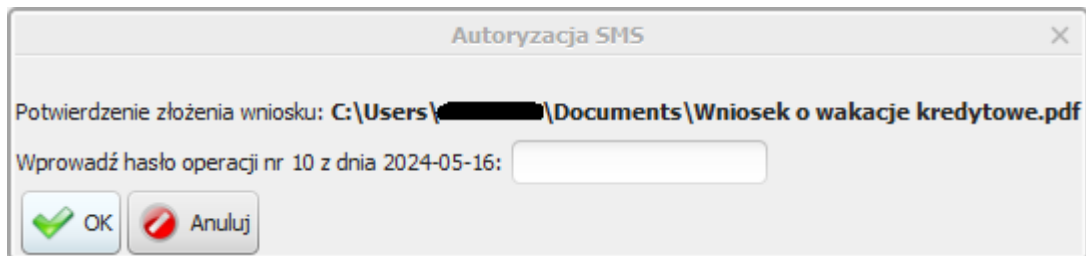 Autoryzacja SMS
Potwierdzenie złożenia wniosku: C:\Users\ \Documents\Wniosek o wakacje kredytowe.pdf
Wprowadź hasło operacji nr 10 z dnia 2024-05-16:
OK Anuluj